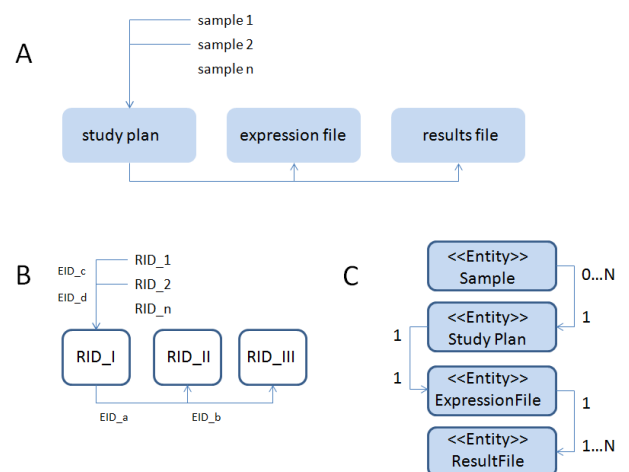 A
sample 1
sample 2
sample n
study plan
expression file
results file
B
EID_c
EID_d
RID_1
RID_2
RID_n
RID_I
RID_II
RID_III
EID_a
EID_b
C
<<Entity>>
Sample
0...N
1
<<Entity>>
Study Plan
1
1
<<Entity>>
ExpressionFile
1
1...N
<<Entity>>
ResultFile